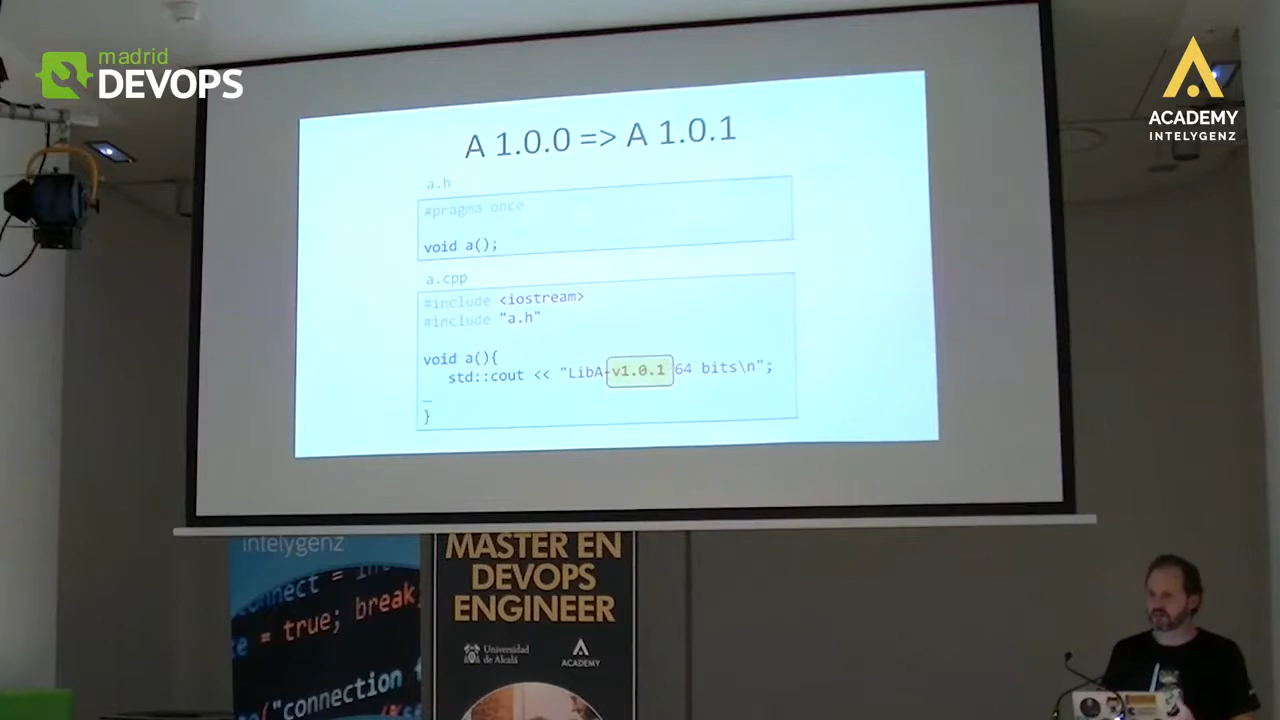 madrid
DEVOPS
ACADEMY
INTELYGENZ
A 1.0.0 => A 1.0.1
a.h
#pragma once
void a();
a.cpp
#include <iostream>
#include "a.h"
void a(){
std::cout << "LibA-v1.0.1 64 bits\n";
…
}
intelygenz
connect =
= true; break;
("connection
MASTER EN
DEVOPS
ENGINEER
Universidad
de Alcalá
ACADEMY